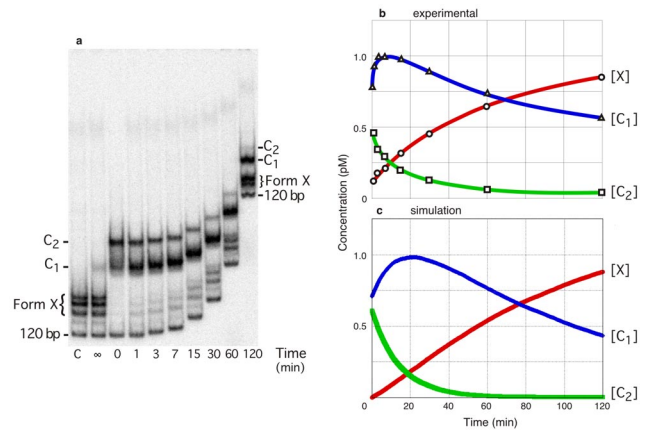 a
C2
C1
Form X
120 bp
C2
C1
Form X
120 bp
C ∞ 0 1 3 7 15 30 60 120 Time
(min)
b experimental
1.0
0.5
0
[X]
[C1]
[C2]
Concentration (pM)
c simulation
1.0
0.5
[X]
[C1]
[C2]
0 20 40 60 80 100 120
Time (min)